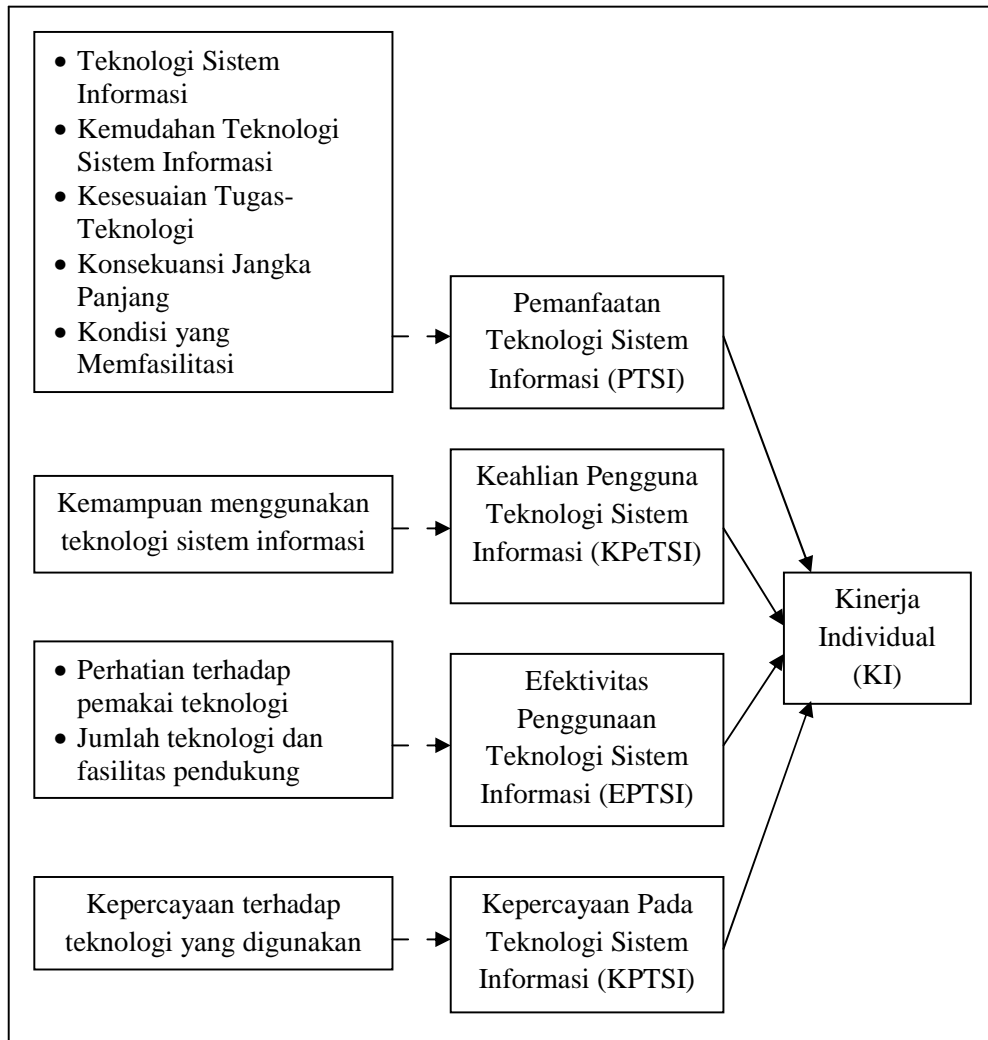 • Teknologi Sistem
Informasi
• Kemudahan Teknologi
Sistem Informasi
• Kesesuaian Tugas-
Teknologi
• Konsekuansi Jangka
Panjang
• Kondisi yang
Memfasilitasi
Pemanfaatan
Teknologi Sistem
Informasi (PTSI)
Kemampuan menggunakan
teknologi sistem informasi
Keahlian Pengguna
Teknologi Sistem
Informasi (KPeTSI)
Kinerja
Individual
(KI)
• Perhatian terhadap
pemakai teknologi
• Jumlah teknologi dan
fasilitas pendukung
Efektivitas
Penggunaan
Teknologi Sistem
Informasi (EPTSI)
Kepercayaan terhadap
teknologi yang digunakan
Kepercayaan Pada
Teknologi Sistem
Informasi (KPTSI)